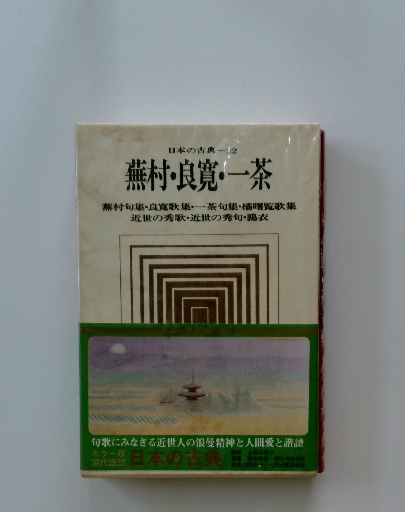 日本の古典—22
蕪村・良寛・一茶
蕪村句集・良寛歌集・一茶句集・橘曙覧歌集
近世の秀歌・近世の秀句・鶉衣
句歌にみなぎる近世人の浪曼精神と人間愛と諧謔
カラー版
現代語訳
日本の古典